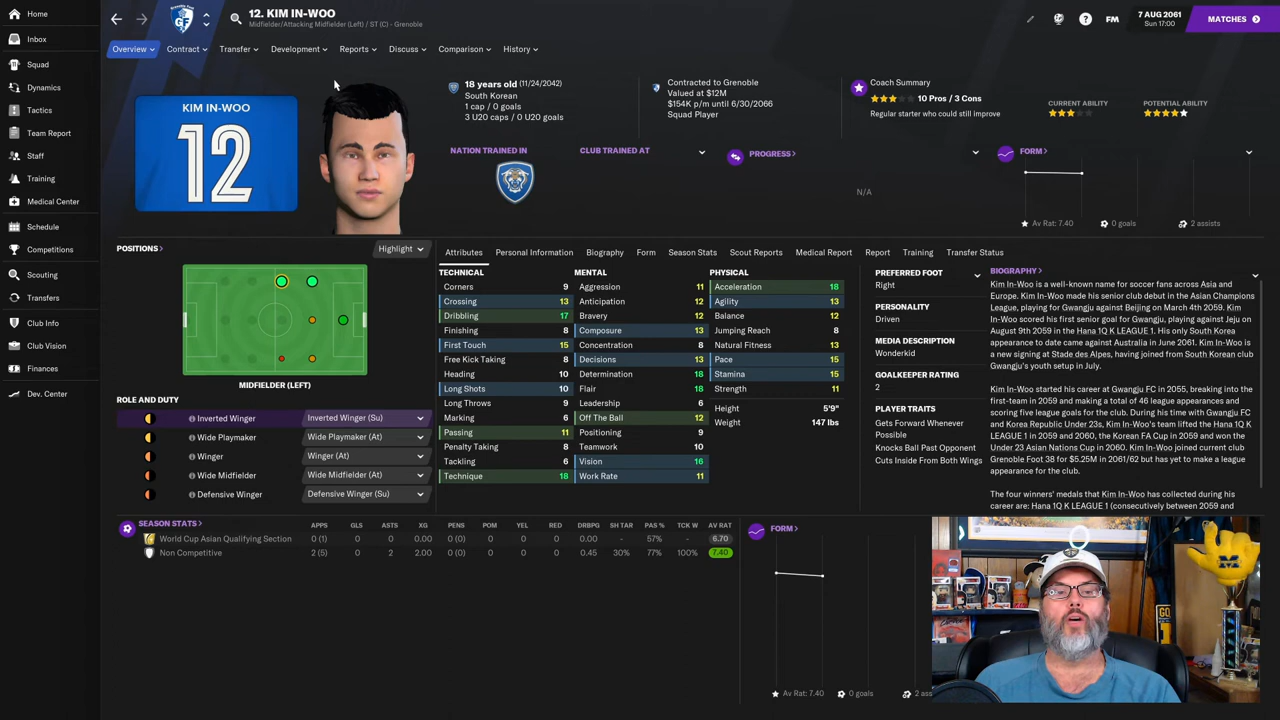 Home
Inbox
Squad
Dynamics
Tactics
Team Report
Staff
Training
Medical Center
Schedule
Competitions
Scouting
Transfers
Club Info
Club Vision
Finances
Dev. Center
GF
12. KIM IN-WOO
Midfielder/Attacking Midfielder (Left) / ST (C) - Grenoble
FM
7 AUG 2061
Sun 17:00
MATCHES
Overview
Contract
Transfer
Development
Reports
Discuss
Comparison
History
KIM IN-WOO
12
18 years old (11/24/2042)
South Korean
1 cap / 0 goals
3 U20 caps / 0 U20 goals
Contracted to Grenoble
Valued at $12M
$154K p/m until 6/30/2066
Squad Player
Coach Summary
10 Pros / 3 Cons
Regular starter who could still improve
CURRENT ABILITY
POTENTIAL ABILITY
NATION TRAINED IN
CLUB TRAINED AT
PROGRESS
N/A
FORM
Av Rat: 7.40
0 goals
2 assists
POSITIONS
Highlight
MIDFIELDER (LEFT)
ROLE AND DUTY
Inverted Winger
Inverted Winger (Su)
Wide Playmaker
Wide Playmaker (At)
Winger
Winger (At)
Wide Midfielder
Wide Midfielder (At)
Defensive Winger
Defensive Winger (Su)
Attributes
Personal Information
Biography
Form
Season Stats
Scout Reports
Medical Report
Report
Training
Transfer Status
TECHNICAL
Corners 9
Crossing 13
Dribbling 17
Finishing 8
First Touch 15
Free Kick Taking 8
Heading 10
Long Shots 10
Long Throws 9
Marking 6
Passing 11
Penalty Taking 8
Tackling 6
Technique 18
MENTAL
Aggression 11
Anticipation 12
Bravery 12
Composure 13
Concentration 8
Decisions 13
Determination 18
Flair 18
Leadership 6
Off The Ball 12
Positioning 9
Teamwork 10
Vision 16
Work Rate 11
PHYSICAL
Acceleration 18
Agility 13
Balance 12
Jumping Reach 8
Natural Fitness 13
Pace 15
Stamina 15
Strength 11
Height 5'9"
Weight 147 lbs
PREFERRED FOOT
Right
PERSONALITY
Driven
MEDIA DESCRIPTION
Wonderkid
GOALKEEPER RATING
2
PLAYER TRAITS
Gets Forward Whenever
Possible
Knocks Ball Past Opponent
Cuts Inside From Both Wings
BIOGRAPHY
Kim In-Woo is a well-known name for soccer fans across Asia and
Europe. Kim In-Woo made his senior club debut in the Asian Champions
League, playing for Gwangju against Beijing on March 4th 2059. Kim
In-Woo scored his first senior goal for Gwangju, playing against Jeju on
August 9th 2059 in the Hana 1Q K LEAGUE 1. His only South Korea
appearance to date came against Australia in June 2061. Kim In-Woo is
a new signing at Stade des Alpes, having joined from South Korean club
Gwangju's youth setup in July.
Kim In-Woo started his career at Gwangju FC in 2055, breaking into the
first-team in 2059 and making a total of 46 league appearances and
scoring five league goals for the club. During his time with Gwangju FC
and Korea Republic Under 23s, Kim In-Woo's team lifted the Hana 1Q K
LEAGUE 1 in 2059 and 2060, the Korean FA Cup in 2059 and won the
Under 23 Asian Nations Cup in 2060. Kim In-Woo joined current club
Grenoble Foot 38 for $5.25M in 2061/62 but has yet to make a league
appearance for the club.
The four winners' medals that Kim In-Woo has collected during his
career are: Hana 1Q K LEAGUE 1 (consecutively between 2059 and
SEASON STATS
APPS GLS ASTS XG PENS POM YEL RED DRBPG SH TAR PAS % TCK W AV RAT
World Cup Asian Qualifying Section 0 (1) 0 0 0.00 0 (0) 0 0 0 0.00 - 57% - 6.70
Non Competitive 2 (5) 0 2 2.00 0 (0) 0 0 0 0.45 30% 77% 100% 7.40
FORM
Av Rat: 7.40
0 goals
2 ass